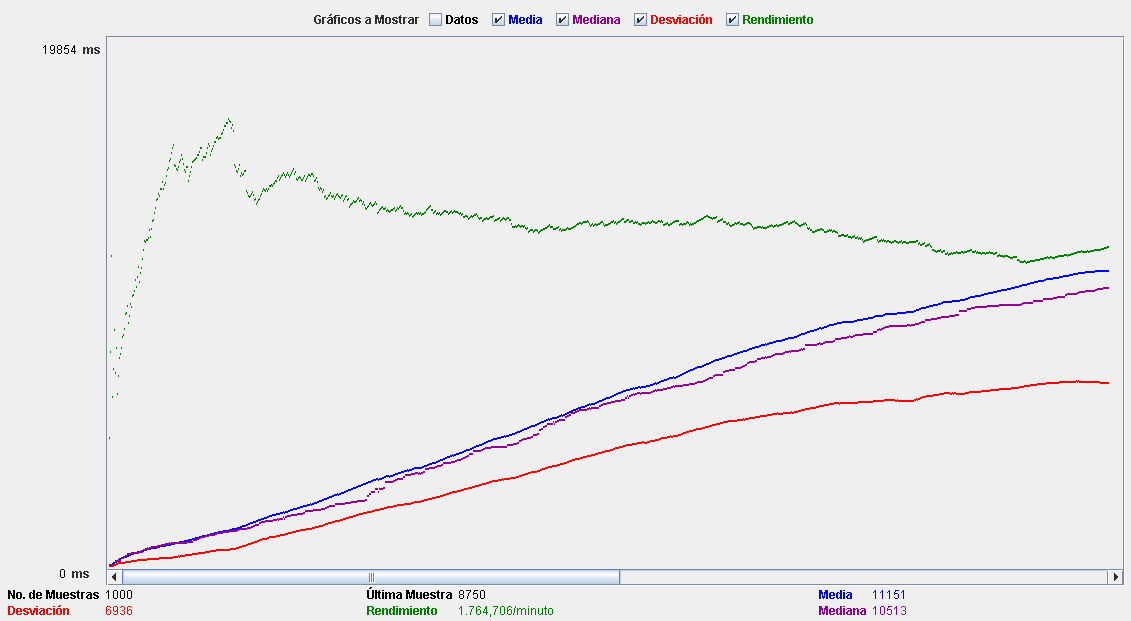 Gráficos a Mostrar Datos Media Mediana Desviación Rendimiento
19854 ms
0 ms
No. de Muestras 1000 Última Muestra 8750 Media 11151
Desviación 6936 Rendimiento 1.764,706/minuto Mediana 10513